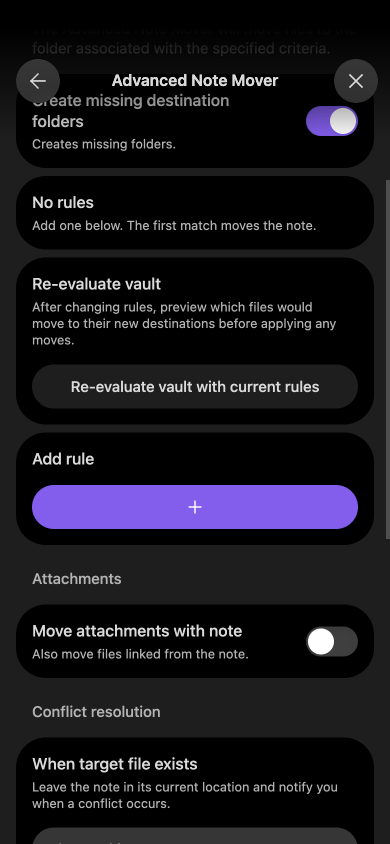 folder associated with the specified criteria.
Advanced Note Mover
Create missing destination
folders
Creates missing folders.
No rules
Add one below. The first match moves the note.
Re-evaluate vault
After changing rules, preview which files would
move to their new destinations before applying any
moves.
Re-evaluate vault with current rules
Add rule
Attachments
Move attachments with note
Also move files linked from the note.
Conflict resolution
When target file exists
Leave the note in its current location and notify you
when a conflict occurs.